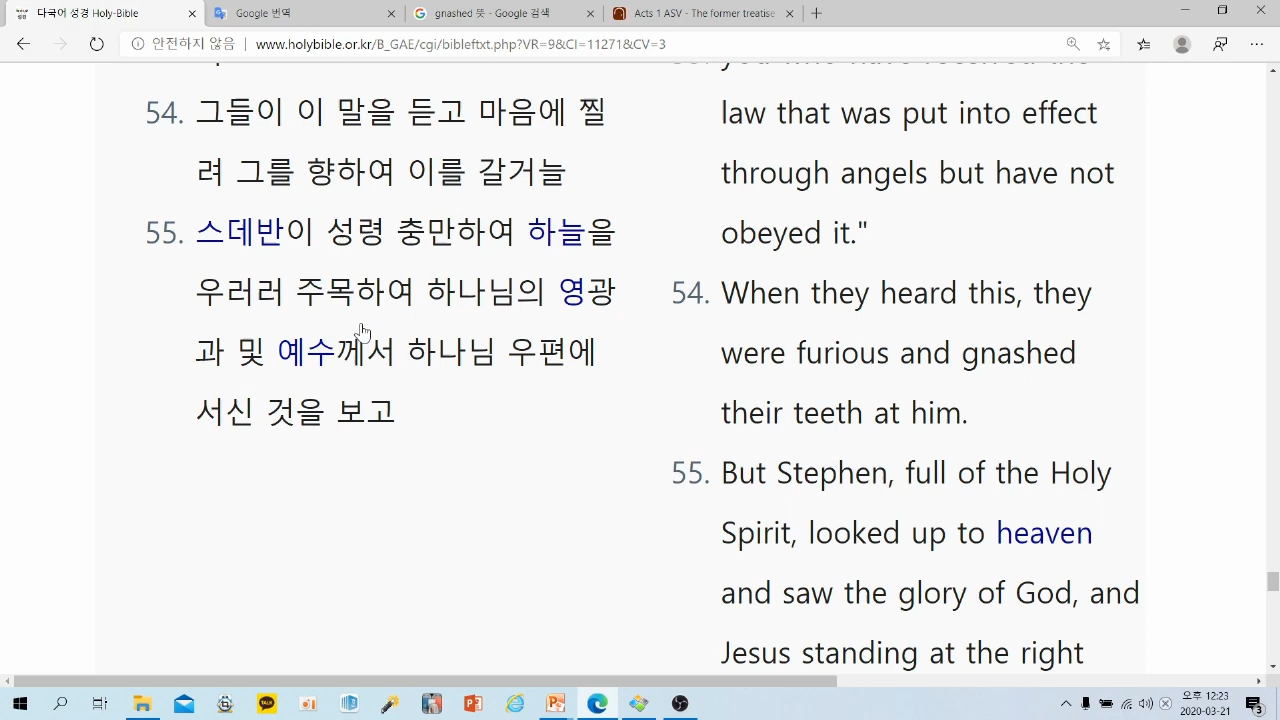 다국어 성경 Holy-Bible
Google 번역
gnashed 뜻 - Google 검색
Acts 1 ASV - The former treatise
안전하지 않음
www.holybible.or.kr/B_GAE/cgi/bibleftxt.php?VR=9&CI=11271&CV=3
54. 그들이 이 말을 듣고 마음에 찔
려 그를 향하여 이를 갈거늘
55. 스데반이 성령 충만하여 하늘을
우러러 주목하여 하나님의 영광
과 및 예수께서 하나님 우편에
서신 것을 보고
law that was put into effect
through angels but have not
obeyed it."
54. When they heard this, they
were furious and gnashed
their teeth at him.
55. But Stephen, full of the Holy
Spirit, looked up to heaven
and saw the glory of God, and
Jesus standing at the right
오후 12:23
2020-03-21